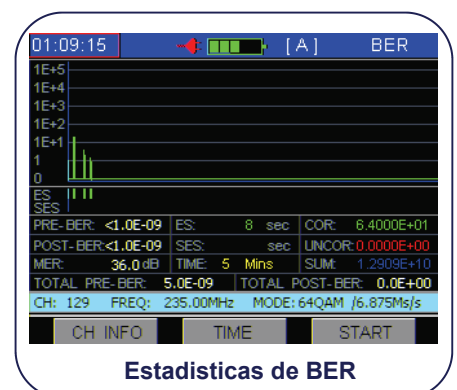 01:09:15 [ A ] BER
1E+5
1E+4
1E+3
1E+2
1E+1
1
0
ES
SES
PRE-BER: <1.0E-09 ES: 8 sec COR: 6.4000E+01
POST-BER:<1.0E-09 SES: sec UNCOR:0.0000E+00
MER: 36.0 dB TIME: 5 Mins SUM: 1.2909E+10
TOTAL PRE-BER: 5.0E-09 TOTAL POST-BER: 0.0E+00
CH: 129 FREQ: 235.00MHz MODE: 64QAM /6.875Ms/s
CH INFO TIME START
Estadisticas de BER